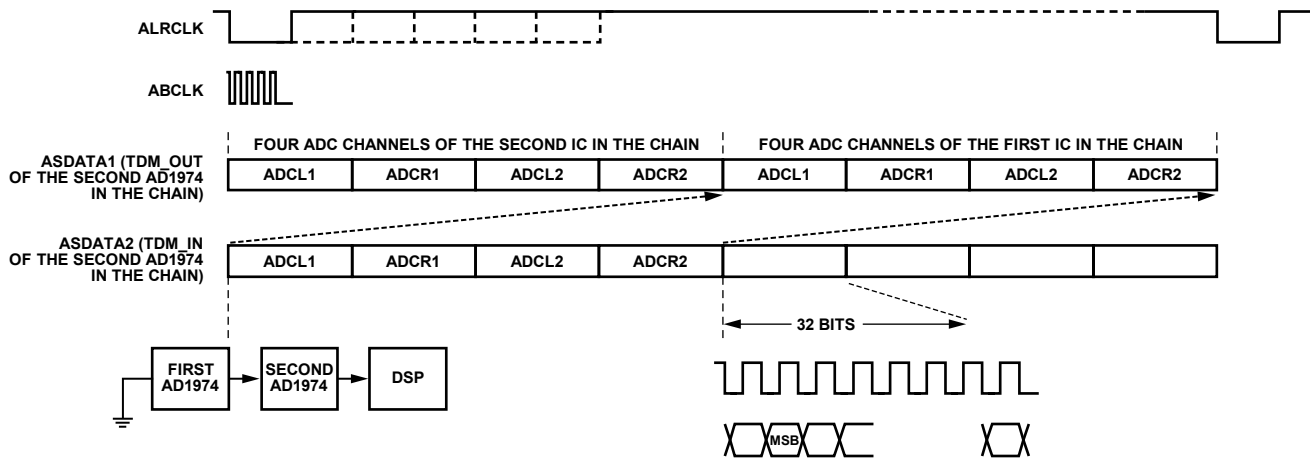 ALRCLK
ABCLK
FOUR ADC CHANNELS OF THE SECOND IC IN THE CHAIN
FOUR ADC CHANNELS OF THE FIRST IC IN THE CHAIN
ASDATA1 (TDM_OUT
OF THE SECOND AD1974
IN THE CHAIN)
ADCL1
ADCR1
ADCL2
ADCR2
ADCL1
ADCR1
ADCL2
ADCR2
ASDATA2 (TDM_IN
OF THE SECOND AD1974
IN THE CHAIN)
ADCL1
ADCR1
ADCL2
ADCR2
32 BITS
FIRST
AD1974
SECOND
AD1974
DSP
MSB